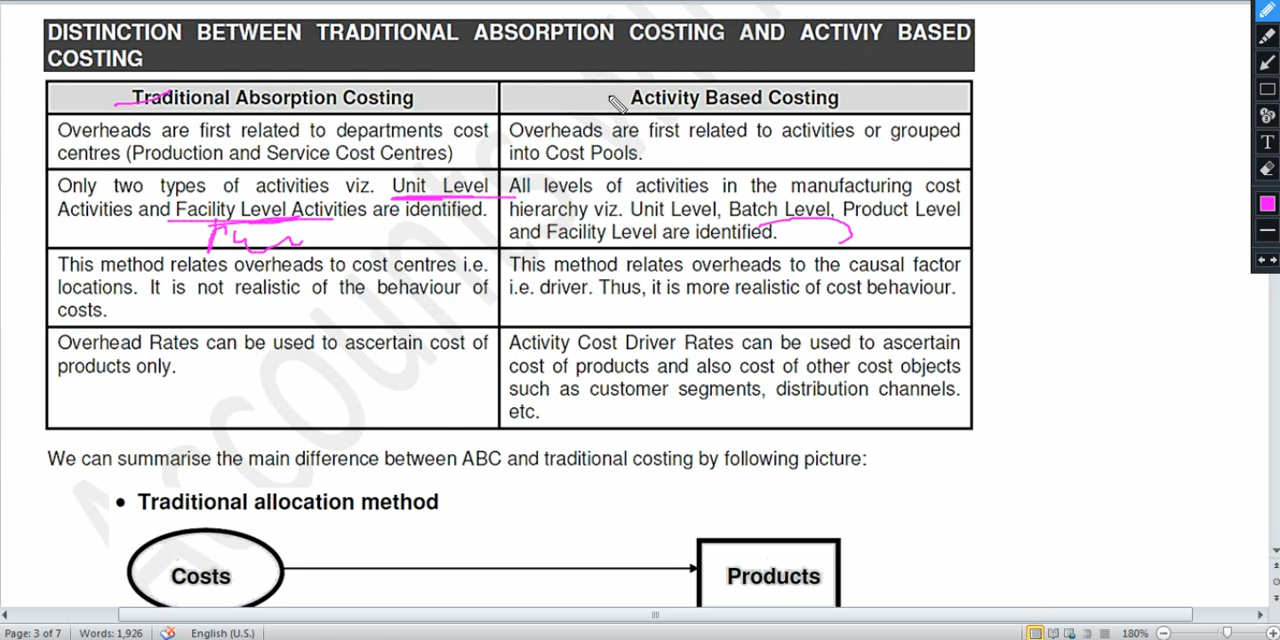 DISTINCTION BETWEEN TRADITIONAL ABSORPTION COSTING AND ACTIVIY BASED
COSTING
Traditional Absorption Costing
Activity Based Costing
Overheads are first related to departments cost
centres (Production and Service Cost Centres)
Overheads are first related to activities or grouped
into Cost Pools.
Only two types of activities viz. Unit Level
Activities and Facility Level Activities are identified.
All levels of activities in the manufacturing cost
hierarchy viz. Unit Level, Batch Level, Product Level
and Facility Level are identified.
This method relates overheads to cost centres i.e.
locations. It is not realistic of the behaviour of
costs.
This method relates overheads to the causal factor
i.e. driver. Thus, it is more realistic of cost behaviour.
Overhead Rates can be used to ascertain cost of
products only.
Activity Cost Driver Rates can be used to ascertain
cost of products and also cost of other cost objects
such as customer segments, distribution channels.
etc.
We can summarise the main difference between ABC and traditional costing by following picture:
• Traditional allocation method
Costs
Products
Page: 3 of 7
Words: 1,926
English (U.S.)
180%
T